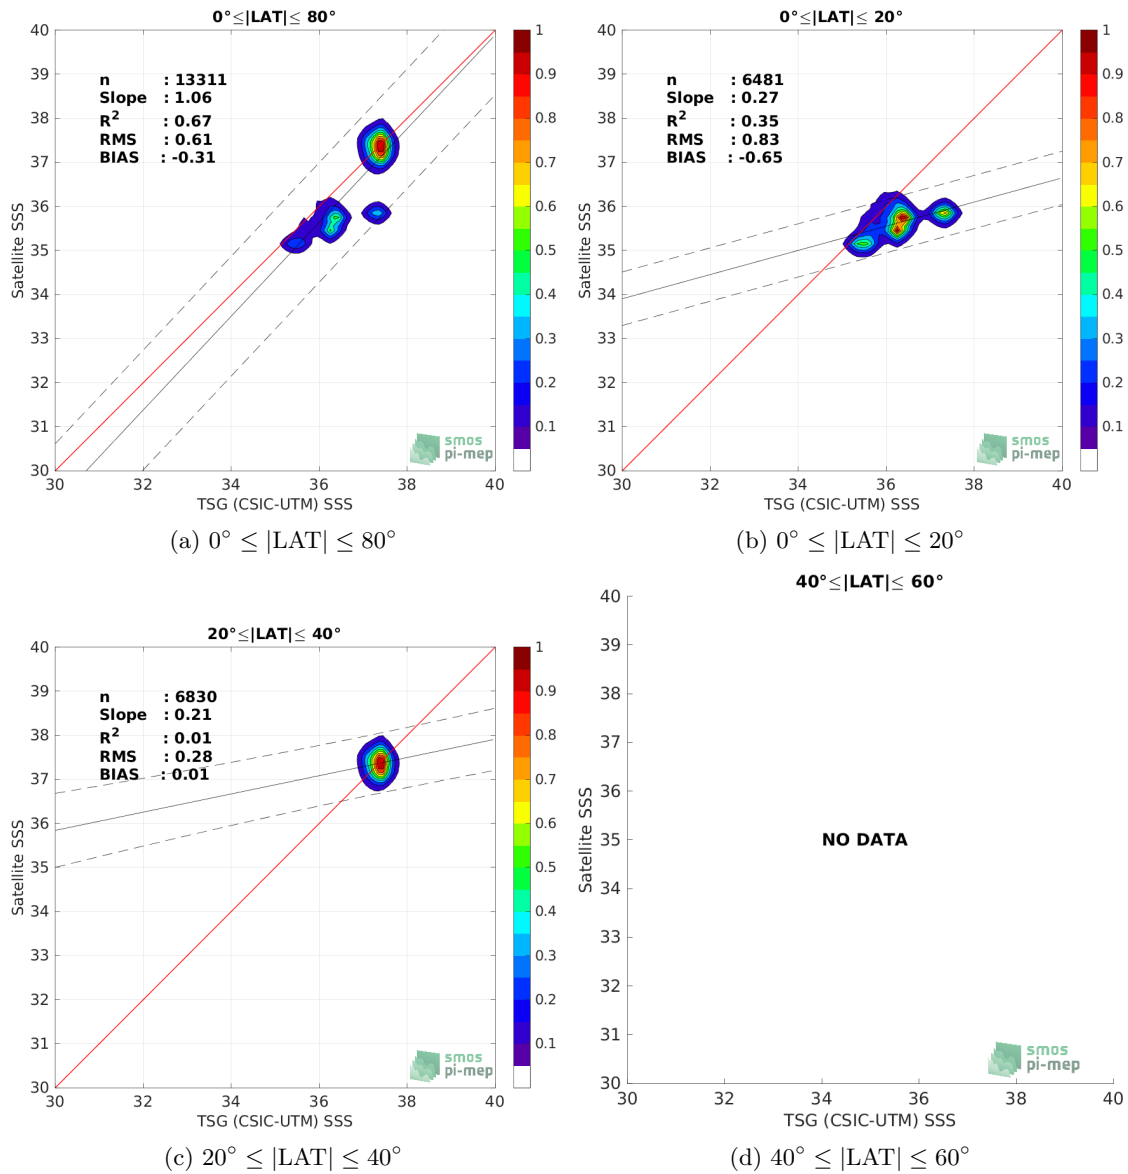 0°≤|LAT|≤ 80°
40
39
38
37
36
35
34
33
32
31
30
Satellite SSS
n : 13311
Slope : 1.06
R2 : 0.67
RMS : 0.61
BIAS : -0.31
smos
pi-mep
30 32 34 36 38 40
TSG (CSIC-UTM) SSS
1
0.9
0.8
0.7
0.6
0.5
0.4
0.3
0.2
0.1
(a) 0° ≤ |LAT| ≤ 80°
0°≤|LAT|≤ 20°
40
39
38
37
36
35
34
33
32
31
30
Satellite SSS
n : 6481
Slope : 0.27
R2 : 0.35
RMS : 0.83
BIAS : -0.65
smos
pi-mep
30 32 34 36 38 40
TSG (CSIC-UTM) SSS
1
0.9
0.8
0.7
0.6
0.5
0.4
0.3
0.2
0.1
(b) 0° ≤ |LAT| ≤ 20°
20°≤|LAT|≤ 40°
40
39
38
37
36
35
34
33
32
31
30
Satellite SSS
n : 6830
Slope : 0.21
R2 : 0.01
RMS : 0.28
BIAS : 0.01
smos
pi-mep
30 32 34 36 38 40
TSG (CSIC-UTM) SSS
1
0.9
0.8
0.7
0.6
0.5
0.4
0.3
0.2
0.1
(c) 20° ≤ |LAT| ≤ 40°
40°≤|LAT|≤ 60°
40
39
38
37
36
35
34
33
32
31
30
Satellite SSS
NO DATA
smos
pi-mep
30 32 34 36 38 40
TSG (CSIC-UTM) SSS
(d) 40° ≤ |LAT| ≤ 60°